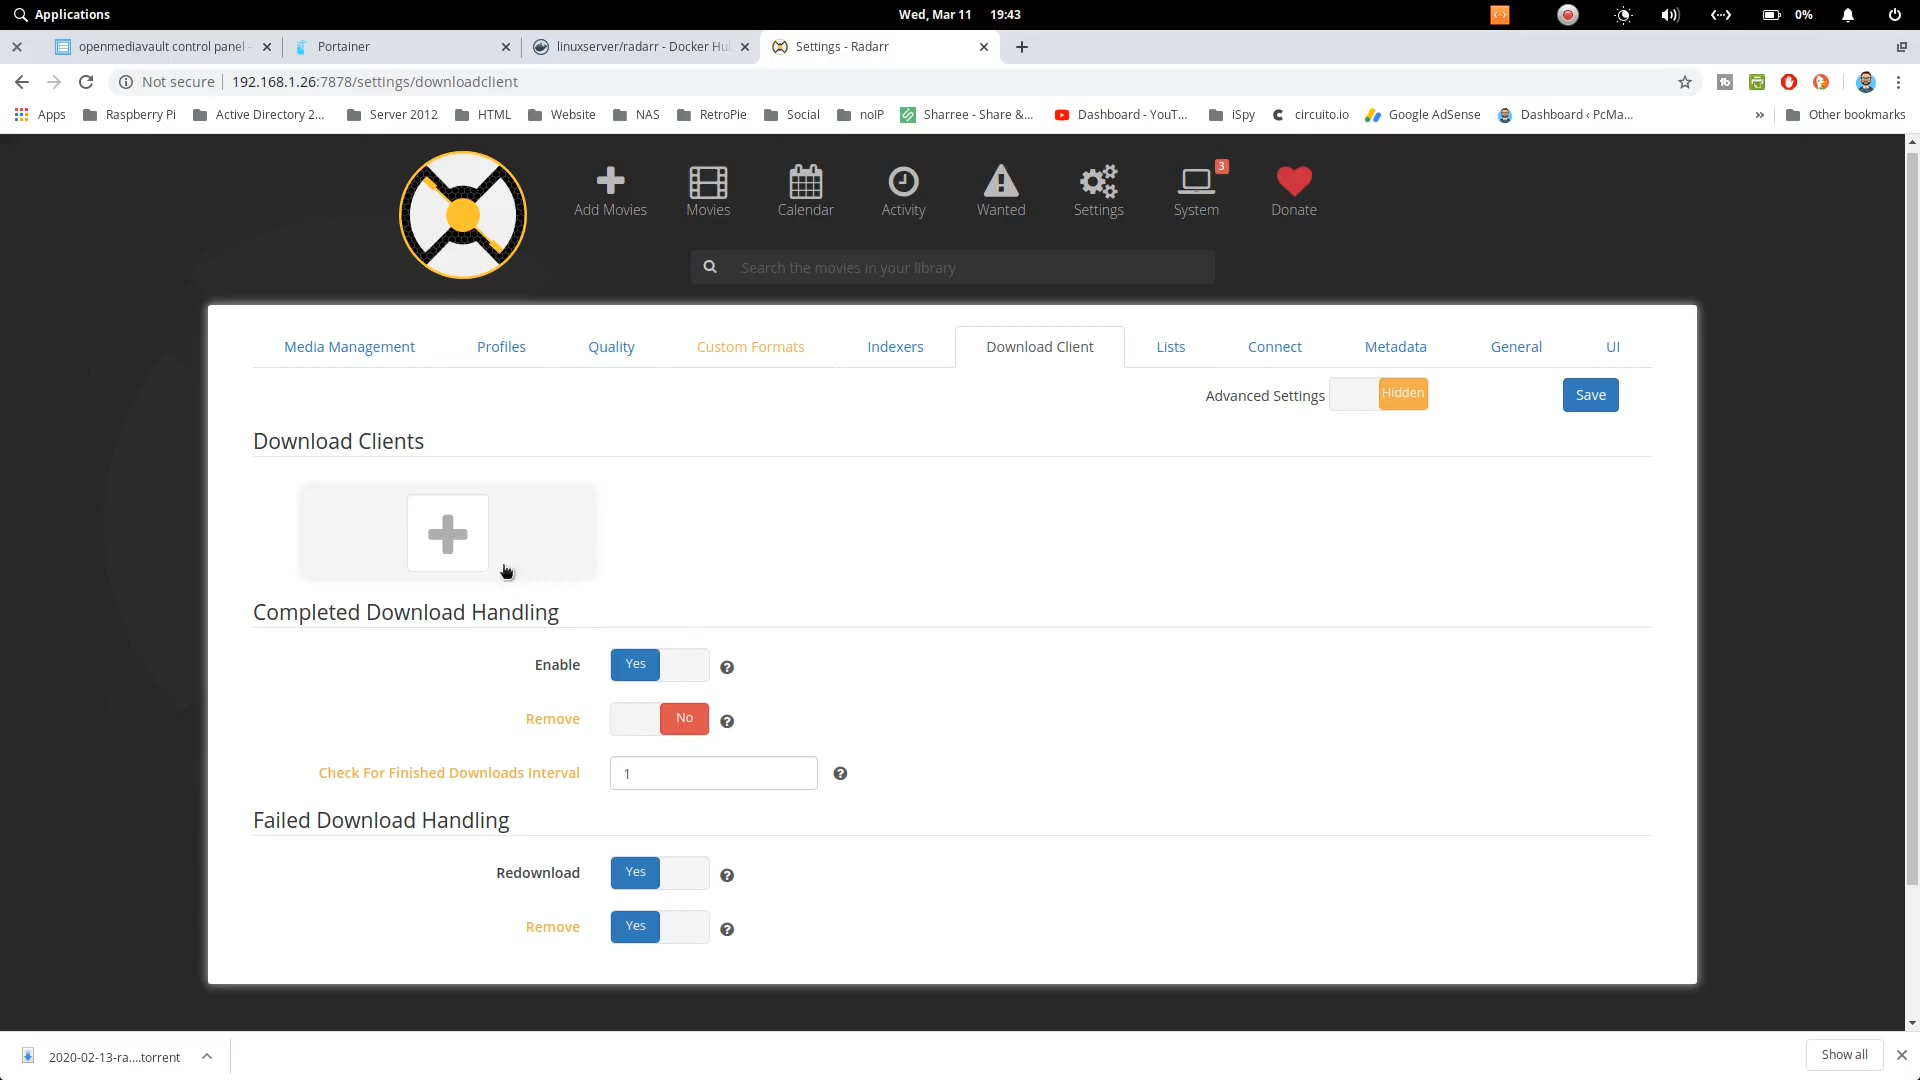 Applications
Wed, Mar 11 19:43
0%
openmediavault control panel -
Portainer
linuxserver/radarr - Docker Hu
Settings - Radarr
Not secure
192.168.1.26:7878/settings/downloadclient
Apps
Raspberry Pi
Active Directory 2...
Server 2012
HTML
Website
NAS
RetroPie
Social
noIP
Sharree - Share &...
Dashboard - YouT...
iSpy
circuito.io
Google AdSense
Dashboard ‹ PcMa...
»
Other bookmarks
Add Movies
Movies
Calendar
Activity
Wanted
Settings
3
System
Donate
Search the movies in your library
Media Management
Profiles
Quality
Custom Formats
Indexers
Download Client
Lists
Connect
Metadata
General
UI
Advanced Settings
Hidden
Save
Download Clients
Completed Download Handling
Enable
Yes
Remove
No
Check For Finished Downloads Interval
1
Failed Download Handling
Redownload
Yes
Remove
Yes
2020-02-13-ra....torrent
Show all